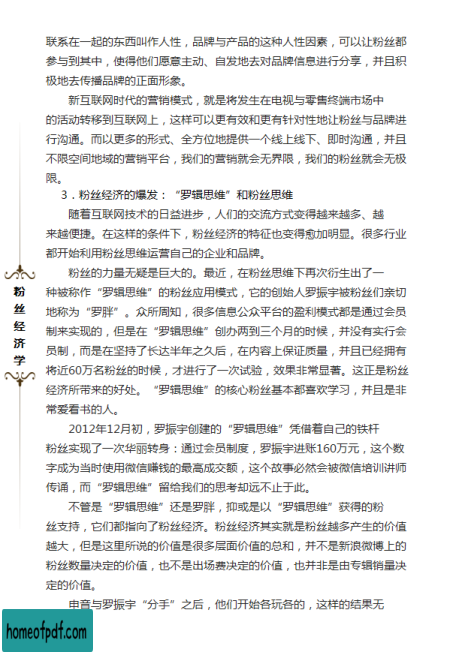 联系在一起的东西叫作人性，品牌与产品的这种人性因素，可以让粉丝都
参与到其中，使得他们愿意主动、自发地去对品牌信息进行分享，并且积
极地去传播品牌的正面形象。
新互联网时代的营销模式，就是将发生在电视与零售终端市场中
的活动转移到互联网上，这样可以更有效和更有针对性地让粉丝与品牌进
行沟通。而以更多的形式、全方位地提供一个线上线下、即时沟通，并且
不限空间地域的营销平台，我们的营销就会无界限，我们的粉丝就会无极
限。
3．粉丝经济的爆发：“罗辑思维”和粉丝思维
随着互联网技术的日益进步，人们的交流方式变得越来越多、越
来越便捷。在这样的条件下，粉丝经济的特征也变得愈加明显。很多行业
都开始利用粉丝思维运营自己的企业和品牌。
粉丝的力量无疑是巨大的。最近，在粉丝思维下再次衍生出了一
种被称作“罗辑思维”的粉丝应用模式，它的创始人罗振宇被粉丝们亲切
地称为“罗胖”。众所周知，很多信息公众平台的盈利模式都是通过会员
制来实现的，但是在“罗辑思维”创办两到三个月的时候，并没有实行会
员制，而是在坚持了长达半年之久后，在内容上保证质量，并且已经拥有
将近60万名粉丝的时候，才进行了一次试验，效果非常显著。这正是粉丝
经济所带来的好处。“罗辑思维”的核心粉丝基本都喜欢学习，并且是非
常爱看书的人。
2012年12月初，罗振宇创建的“罗辑思维”凭借着自己的铁杆
粉丝实现了一次华丽转身：通过会员制度，罗振宇进账160万元，这个数
字成为当时使用微信赚钱的最高成交额，这个故事必然会被微信培训讲师
传诵，而“罗辑思维”留给我们的思考却远不止于此。
不管是“罗辑思维”还是罗胖，抑或是以“罗辑思维”获得的粉
丝支持，它们都指向了粉丝经济。粉丝经济其实就是粉丝越多产生的价值
越大，但是这里所说的价值是很多层面价值的总和，并不是新浪微博上的
粉丝数量决定的价值，也不是出场费决定的价值，也并非是由专辑销量决
定的价值。
申音与罗振宇“分手”之后，他们开始各玩各的，这样的结果无
粉丝经济学
homeofpdf.com